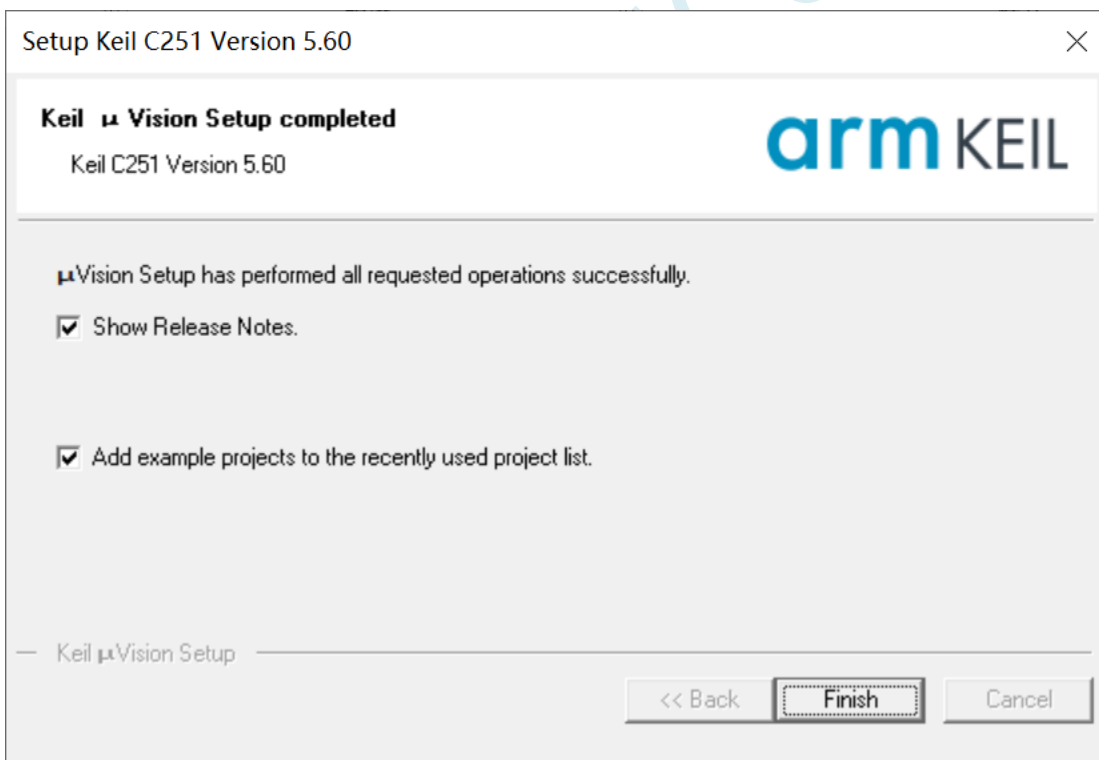 Setup Keil C251 Version 5.60
Keil μ Vision Setup completed
Keil C251 Version 5.60
arm KEIL
μVision Setup has performed all requested operations successfully.
Show Release Notes.
Add example projects to the recently used project list.
Keil μVision Setup
<< Back
Finish
Cancel